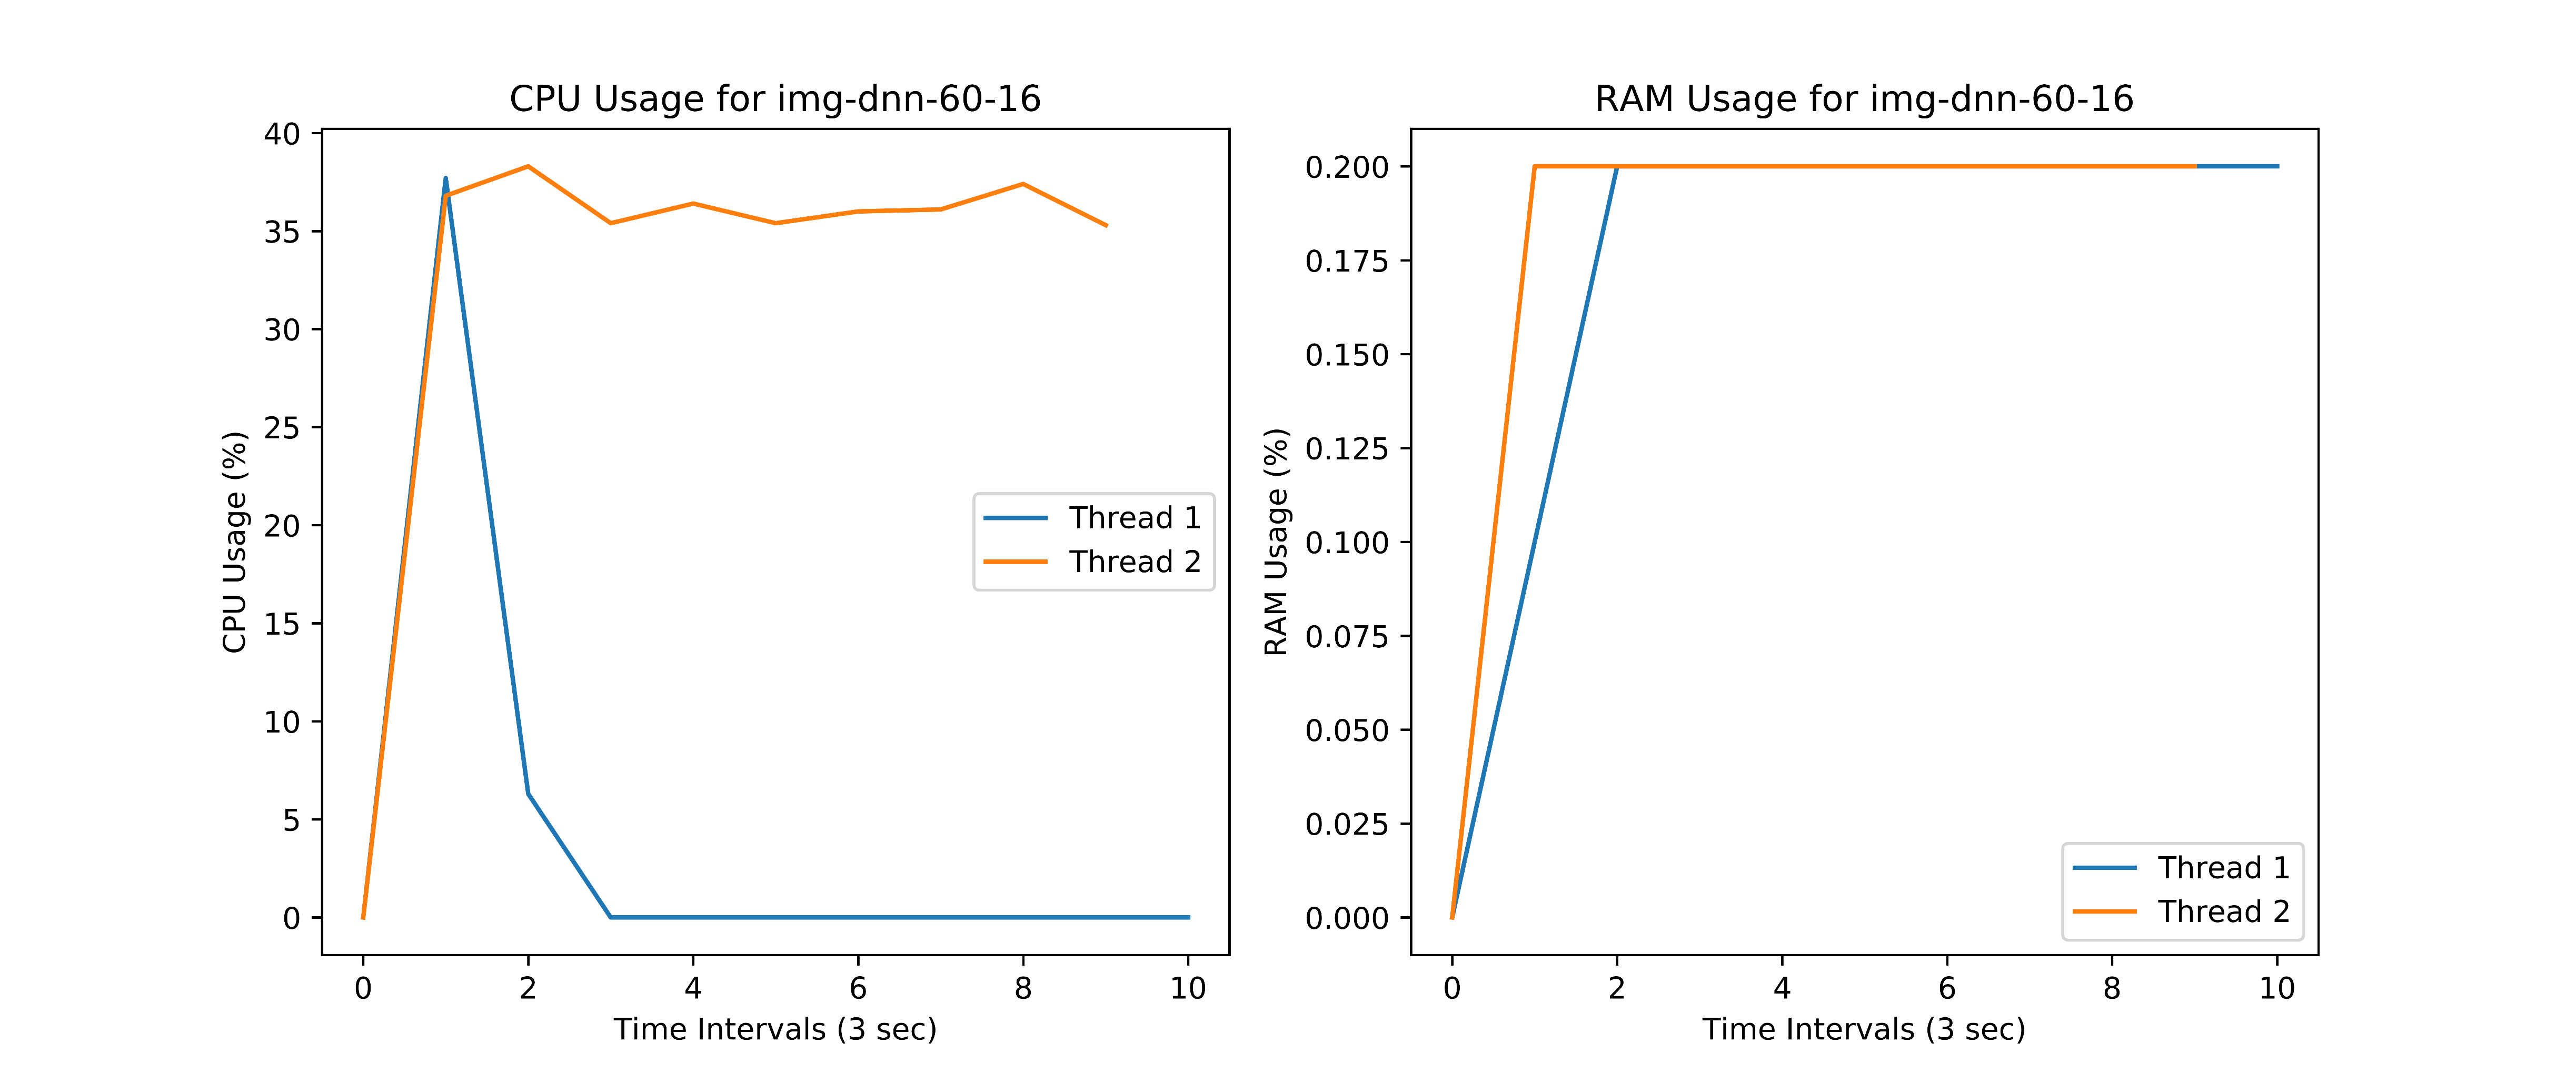 CPU Usage for img-dnn-60-16
CPU Usage (%)
40
35
30
25
20
15
10
5
0
Thread 1
Thread 2
0 2 4 6 8 10
Time Intervals (3 sec)
RAM Usage for img-dnn-60-16
RAM Usage (%)
0.200
0.175
0.150
0.125
0.100
0.075
0.050
0.025
0.000
Thread 1
Thread 2
0 2 4 6 8 10
Time Intervals (3 sec)